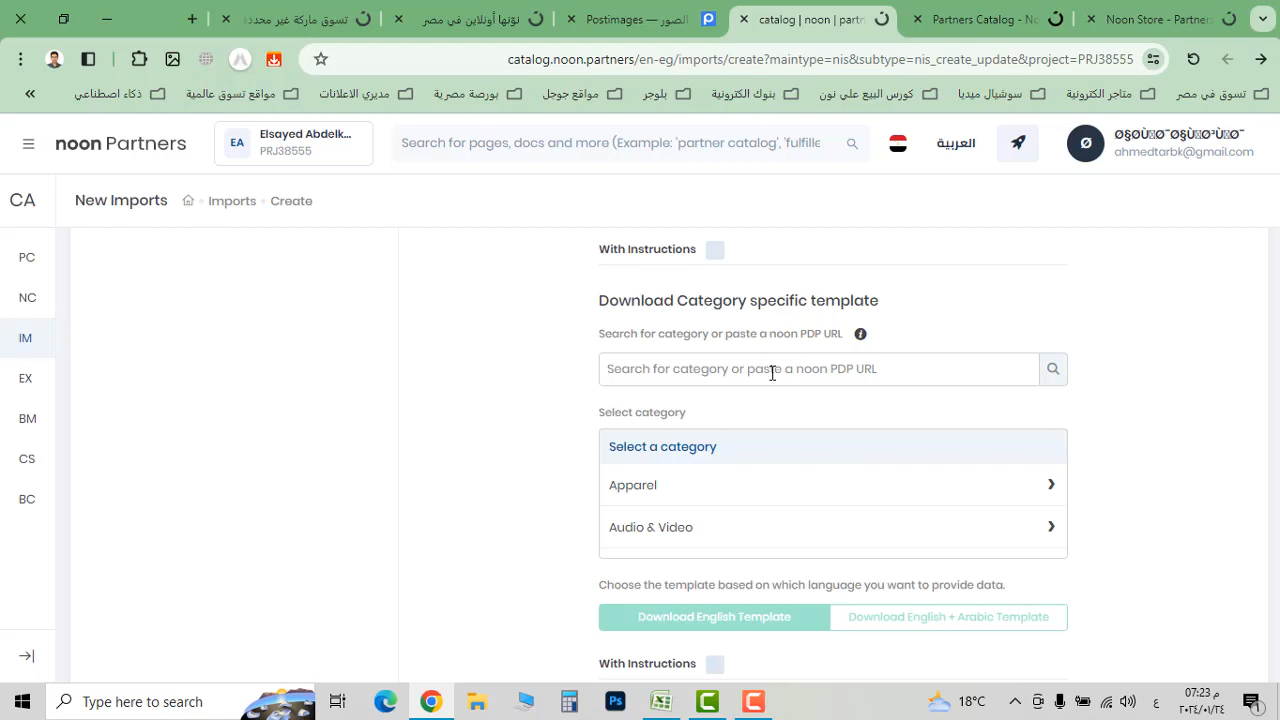 تسوق ماركة غير محددة
نوّنها أونلاين في مصر
الصور — Postimages
catalog | noon | partn
Partners Catalog - No
Noon Store - Partners
catalog.noon.partners/en-eg/imports/create?maintype=nis&subtype=nis_create_update&project=PRJ38555
تسوق في مصر
متاجر الكترونية
سوشيال ميديا
كورس البيع علي نون
بنوك الكترونية
بلوجر
مواقع جوجل
مديري الاعلانات
بورصة مصرية
مواقع تسوق عالمية
ذكاء اصطناعي
noon Partners
EA
Elsayed Abdelk...
PRJ38555
Search for pages, docs and more (Example: 'partner catalog', 'fulfille
العربية
ahmedtarbk@gmail.com
CA
New Imports
Imports
Create
PC
NC
IM
EX
BM
CS
BC
With Instructions
Download Category specific template
Search for category or paste a noon PDP URL
Search for category or paste a noon PDP URL
Select category
Select a category
Apparel
Audio & Video
Choose the template based on which language you want to provide data.
Download English Template
Download English + Arabic Template
With Instructions
Type here to search
18°C
ع
07:23 م